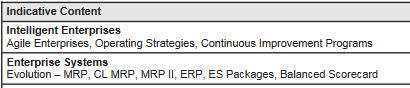 Indicative Content
Intelligent Enterprises
Agile Enterprises, Operating Strategies, Continuous Improvement Programs
Enterprise Systems
Evolution – MRP, CL MRP, MRP II, ERP, ES Packages, Balanced Scorecard